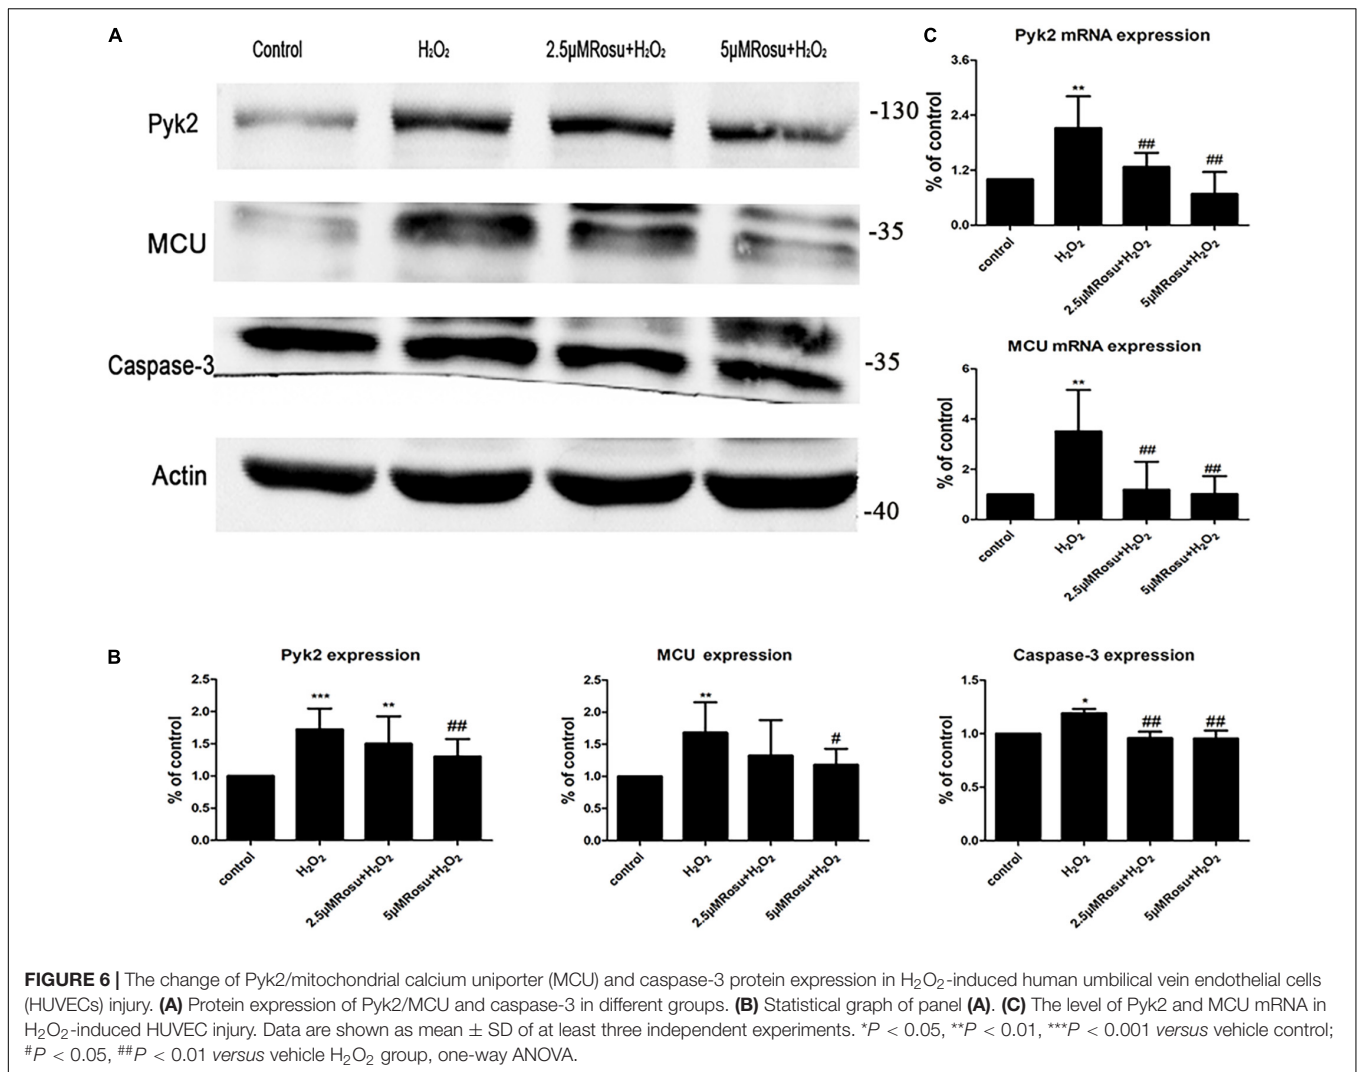 A
Control H₂O₂ 2.5μMRosu+H₂O₂ 5μMRosu+H₂O₂
Pyk2 -130
MCU -35
Caspase-3 -35
Actin -40
C
Pyk2 mRNA expression
% of control
3.6
2.4
1.2
0.0
**
##
##
control H₂O₂ 2.5μMRosu+H₂O₂ 5μMRosu+H₂O₂
MCU mRNA expression
% of control
6
4
2
0
**
##
##
control H₂O₂ 2.5μMRosu+H₂O₂ 5μMRosu+H₂O₂
B
Pyk2 expression
% of control
2.5
2.0
1.5
1.0
0.5
0.0
***
**
##
control H₂O₂ 2.5μMRosu+H₂O₂ 5μMRosu+H₂O₂
MCU expression
% of control
2.5
2.0
1.5
1.0
0.5
0.0
**
#
control H₂O₂ 2.5μMRosu+H₂O₂ 5μMRosu+H₂O₂
Caspase-3 expression
% of control
1.5
1.0
0.5
0.0
*
##
##
control H₂O₂ 2.5μMRosu+H₂O₂ 5μMRosu+H₂O₂
FIGURE 6 | The change of Pyk2/mitochondrial calcium uniporter (MCU) and caspase-3 protein expression in H₂O₂-induced human umbilical vein endothelial cells
(HUVECs) injury. (A) Protein expression of Pyk2/MCU and caspase-3 in different groups. (B) Statistical graph of panel (A). (C) The level of Pyk2 and MCU mRNA in
H₂O₂-induced HUVEC injury. Data are shown as mean ± SD of at least three independent experiments. *P < 0.05, **P < 0.01, ***P < 0.001 versus vehicle control;
#P < 0.05, ##P < 0.01 versus vehicle H₂O₂ group, one-way ANOVA.